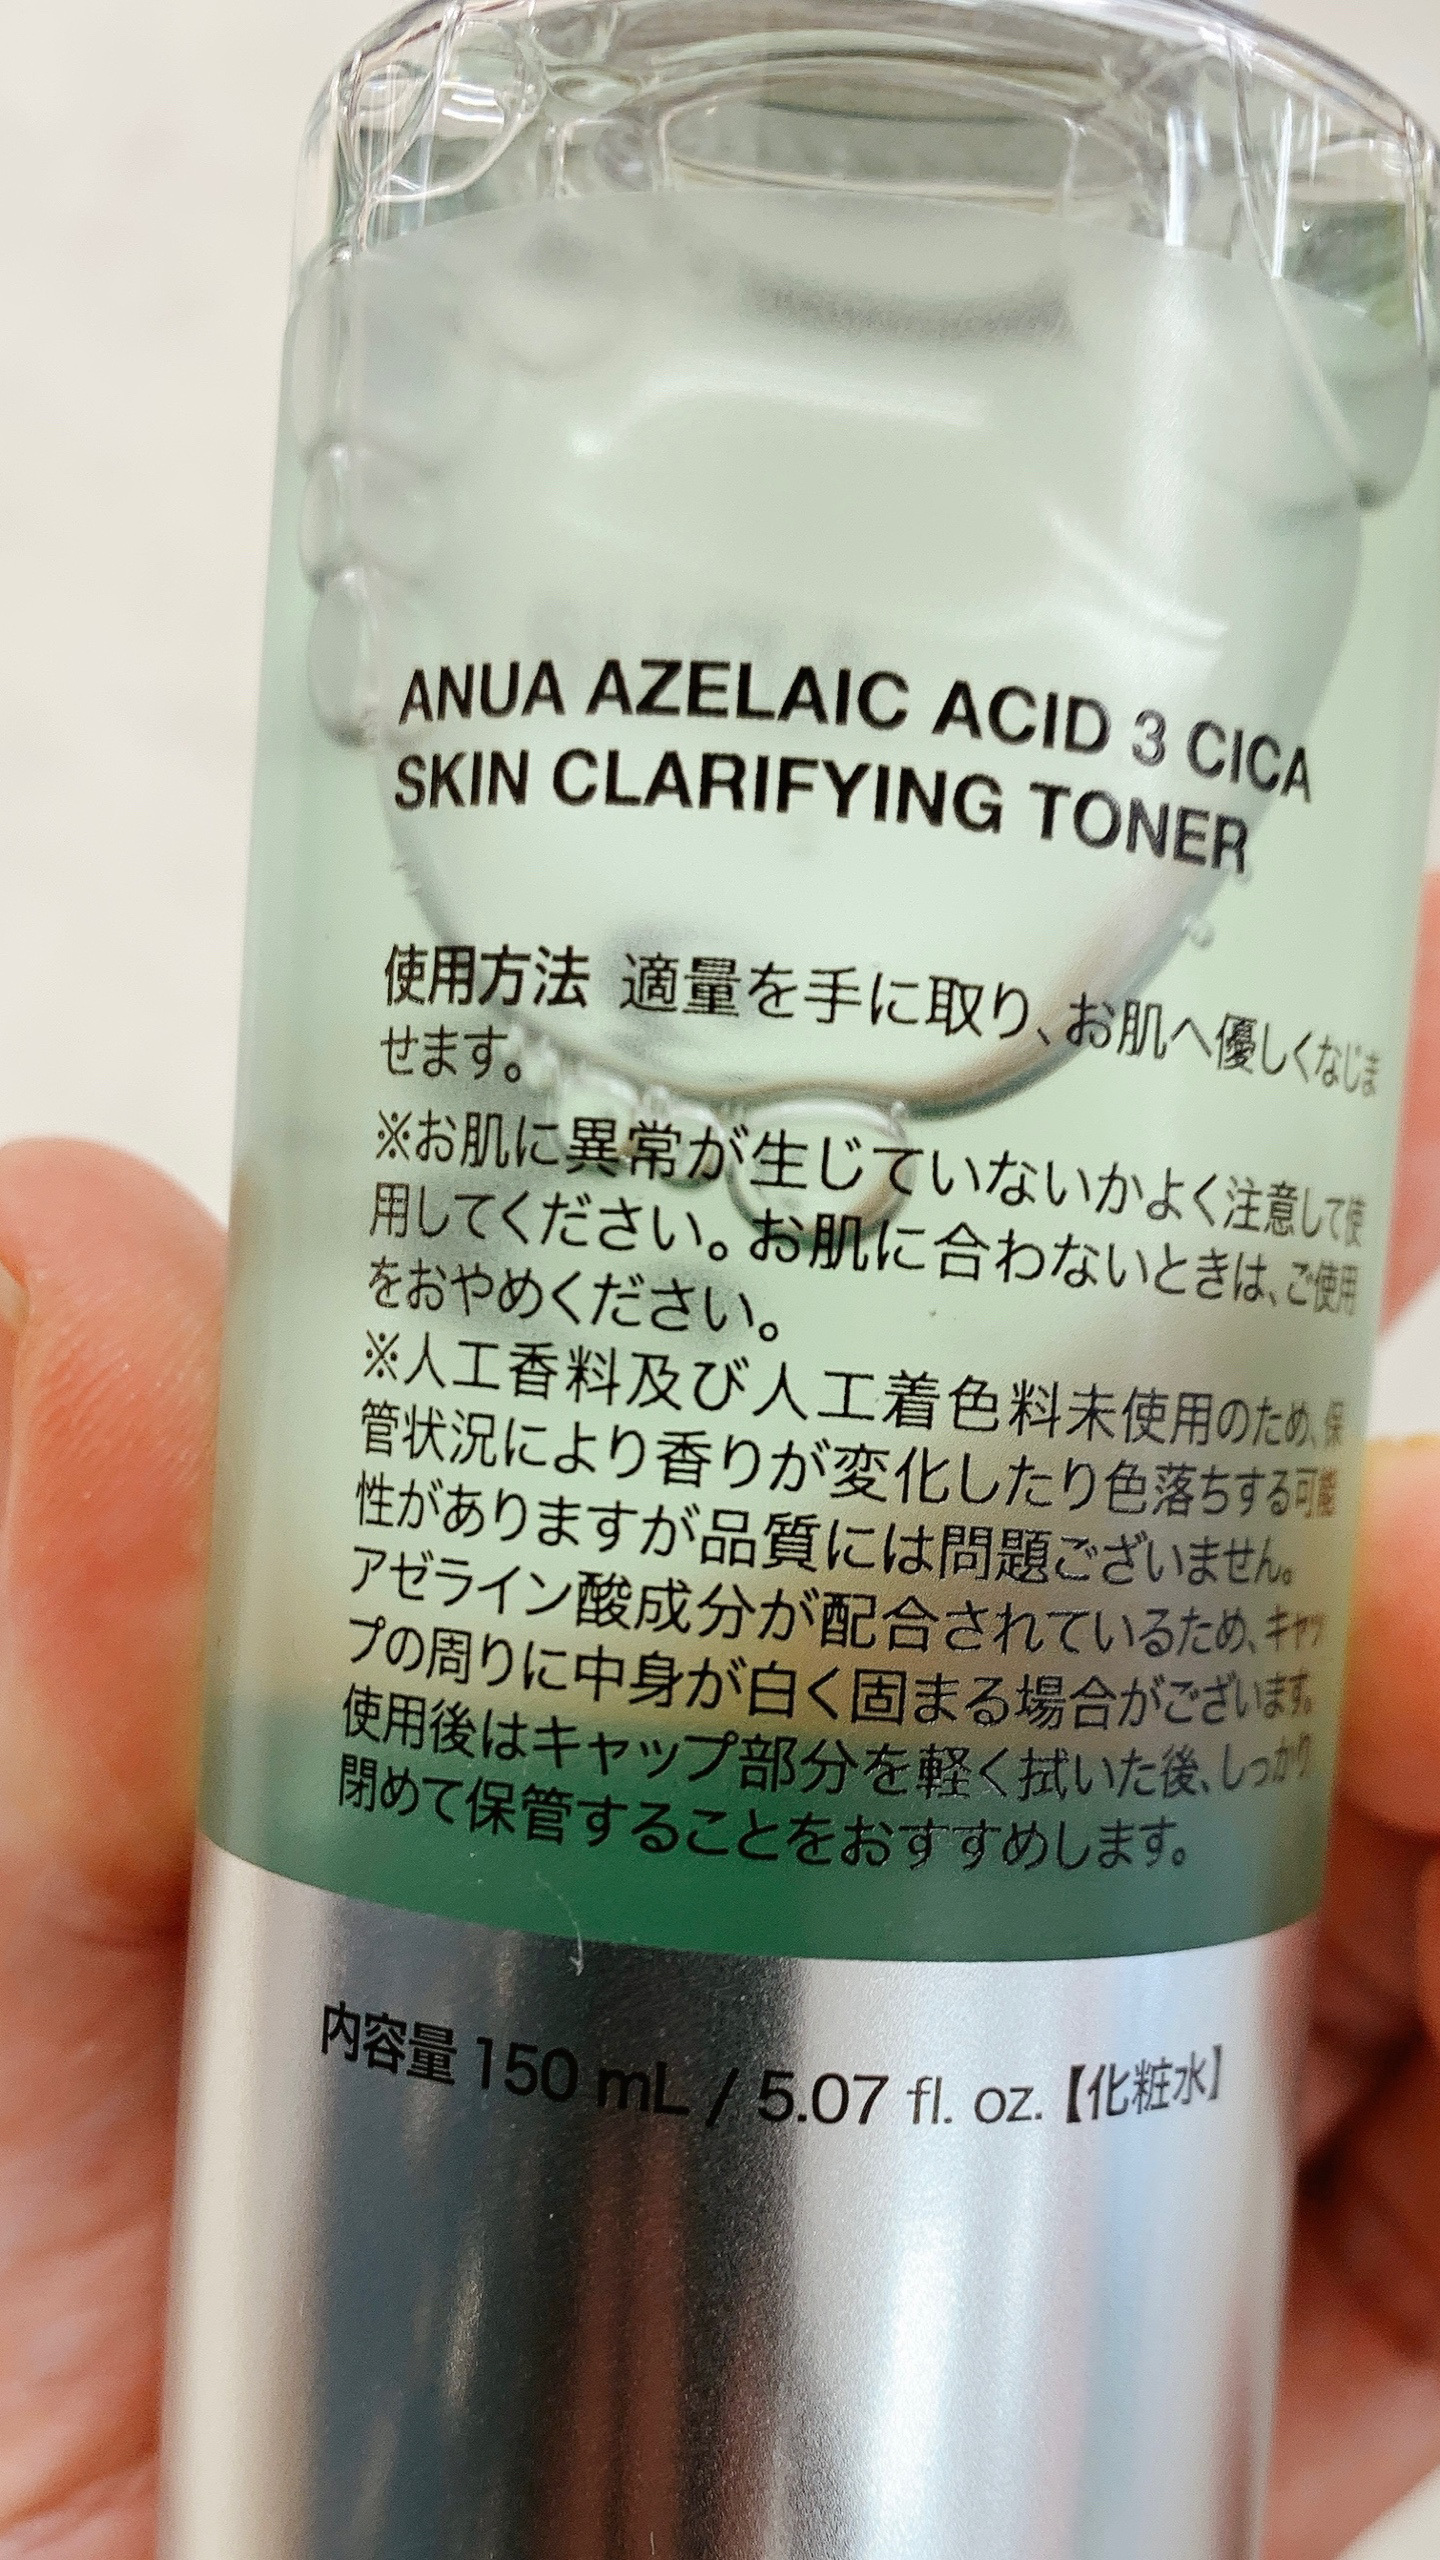 ANUA AZELAIC ACID 3 CICA
SKIN CLARIFYING TONER
使用方法 適量を手に取り、お肌へ優しくなじま
せます。
※お肌に異常が生じていないかよく注意して使
用してください。お肌に合わないときは、ご使用
をおやめください。
※人工香料及び人工着色料未使用のため、保
管状況により香りが変化したり色落ちする可能
性がありますが品質には問題ございません。
アゼライン酸成分が配合されているため、キャッ
プの周りに中身が白く固まる場合がございます。
使用後はキャップ部分を軽く拭いた後、しっかり
閉めて保管することをおすすめします。
内容量 150 mL / 5.07 fl. oz.【化粧水】